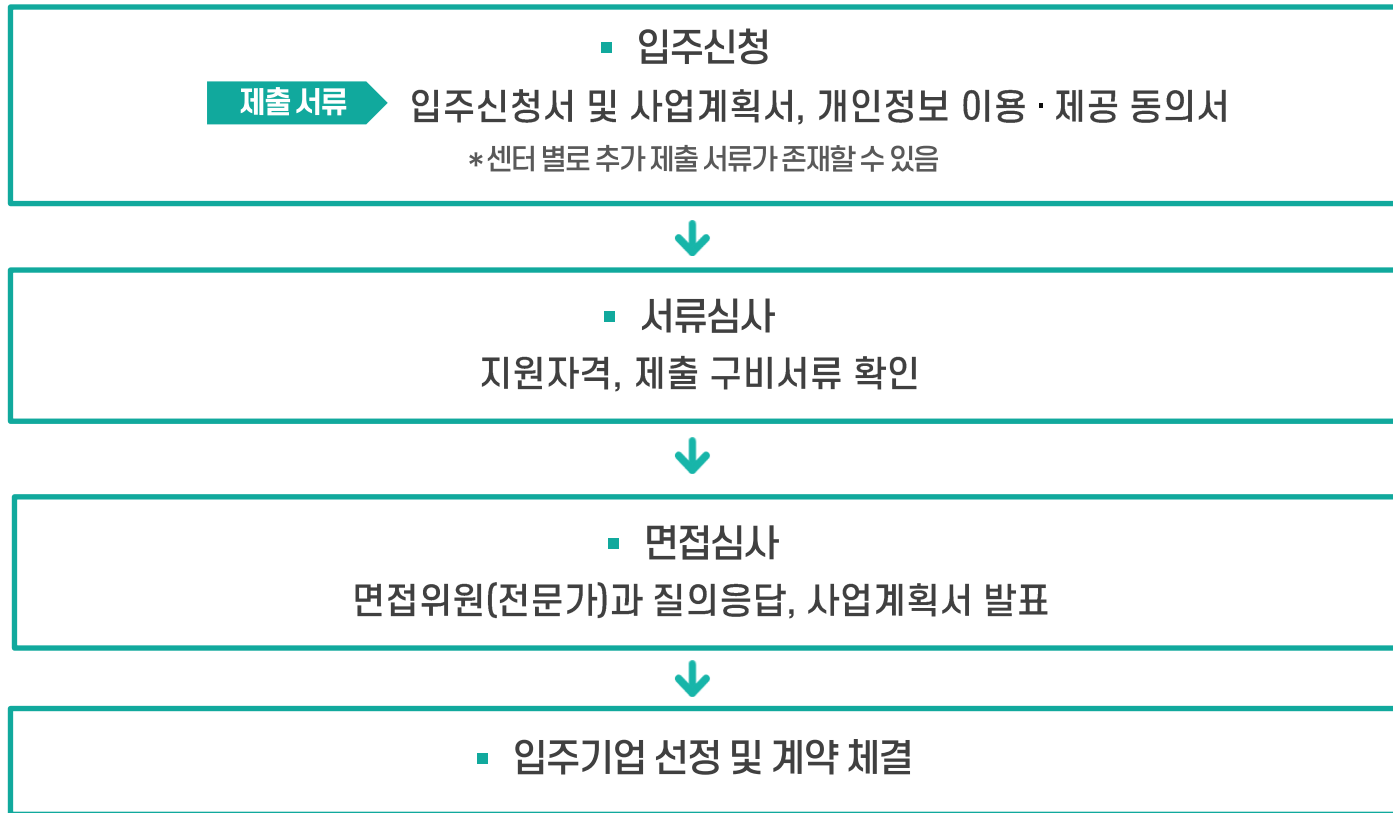 ▪ 입주신청
제출 서류 입주신청서 및 사업계획서, 개인정보 이용 · 제공 동의서
*센터 별로 추가 제출 서류가 존재할 수 있음
▪ 서류심사
지원자격, 제출 구비서류 확인
▪ 면접심사
면접위원(전문가)과 질의응답, 사업계획서 발표
▪ 입주기업 선정 및 계약 체결